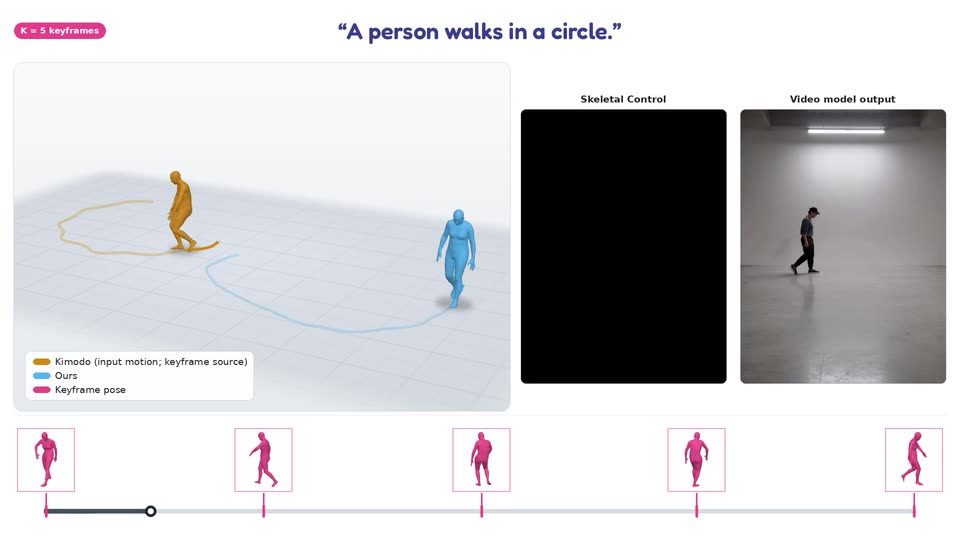 K = 5 keyframes
“A person walks in a circle.”
Skeletal Control
Video model output
Kimodo (input motion; keyframe source)
Ours
Keyframe pose